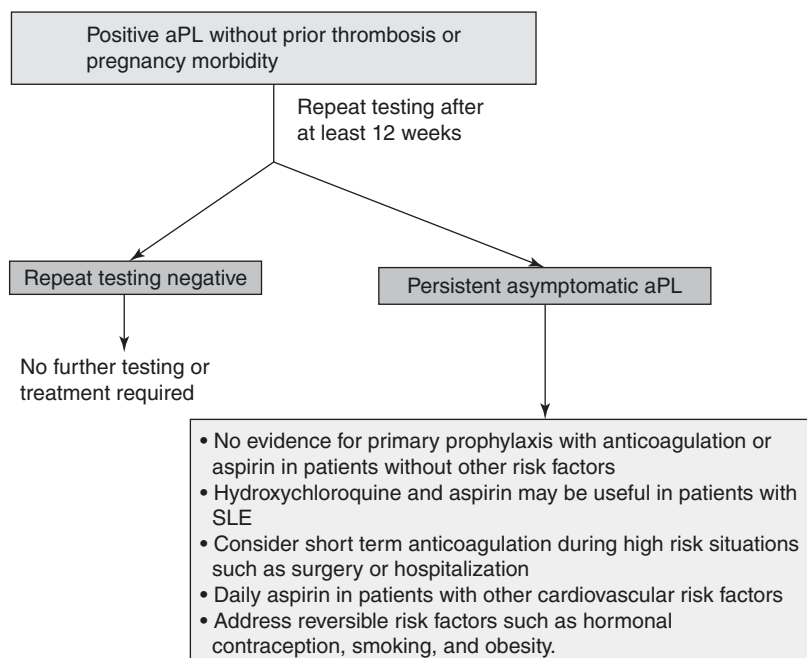 Positive aPL without prior thrombosis or
pregnancy morbidity
Repeat testing after
at least 12 weeks
Repeat testing negative
Persistent asymptomatic aPL
No further testing or
treatment required
• No evidence for primary prophylaxis with anticoagulation or
aspirin in patients without other risk factors
• Hydroxychloroquine and aspirin may be useful in patients with
SLE
• Consider short term anticoagulation during high risk situations
such as surgery or hospitalization
• Daily aspirin in patients with other cardiovascular risk factors
• Address reversible risk factors such as hormonal
contraception, smoking, and obesity.